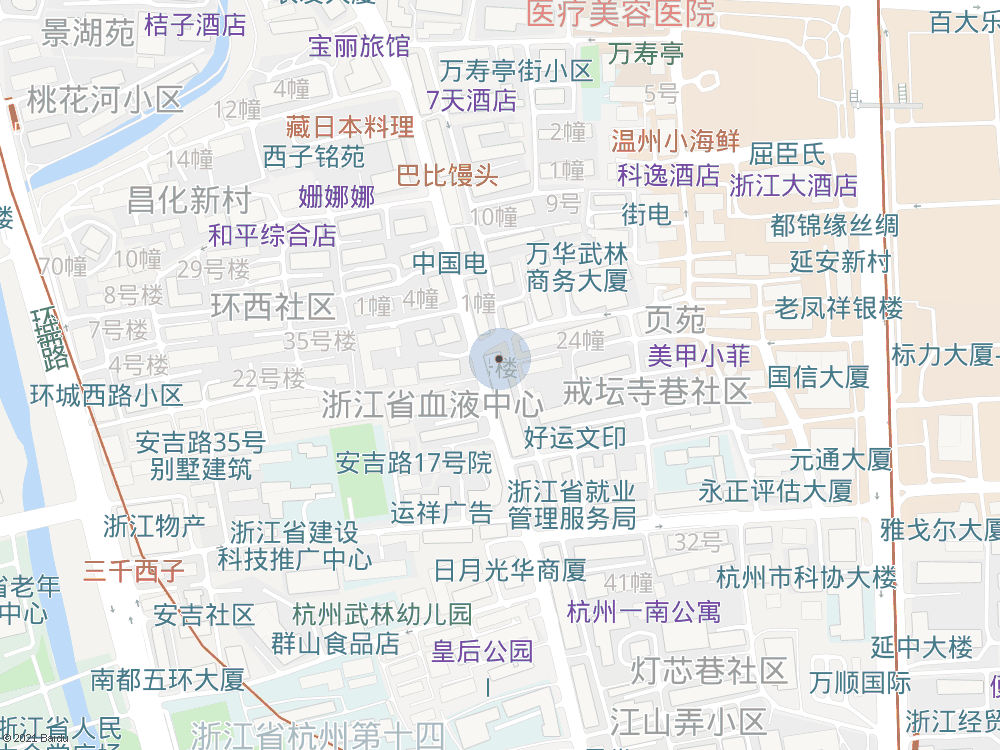 医疗美容医院
景湖苑
桔子酒店
百大乐
宝丽旅馆
万寿亭
万寿亭街小区
4幢
桃花河小区
7天酒店
5号
12幢
藏日本料理
2幢
温州小海鲜
14幢
西子铭苑
屈臣氏
巴比馒头
1幢
科逸酒店
浙江大酒店
昌化新村
姗娜娜
9号
10幢
街电
楼
都锦缘丝绸
和平综合店
万华武林
商务大厦
中国电
10幢
70幢
29号楼
延安新村
8号楼
环西社区
1幢
4幢
1幢
老凤祥银楼
环城西路
7号楼
页苑
35号楼
24幢
美甲小菲
标力大厦
4号楼
楼
22号楼
国信大厦
环城西路小区
浙江省血液中心
戒坛寺巷社区
安吉路35号
别墅建筑
好运文印
安吉路17号院
元通大厦
浙江省就业
管理服务局
永正评估大厦
运祥广告
浙江物产
浙江省建设
科技推广中心
雅戈尔大厦
32号
三千西子
日月光华商厦
41幢
杭州市科协大楼
省老年
中心
安吉社区
杭州武林幼儿园
杭州一南公寓
群山食品店
皇后公园
延中大楼
灯芯巷社区
南都五环大厦
万顺国际
浙江省人民
江山弄小区
浙江经贸
浙江省杭州第十四
© 2021 Baidu